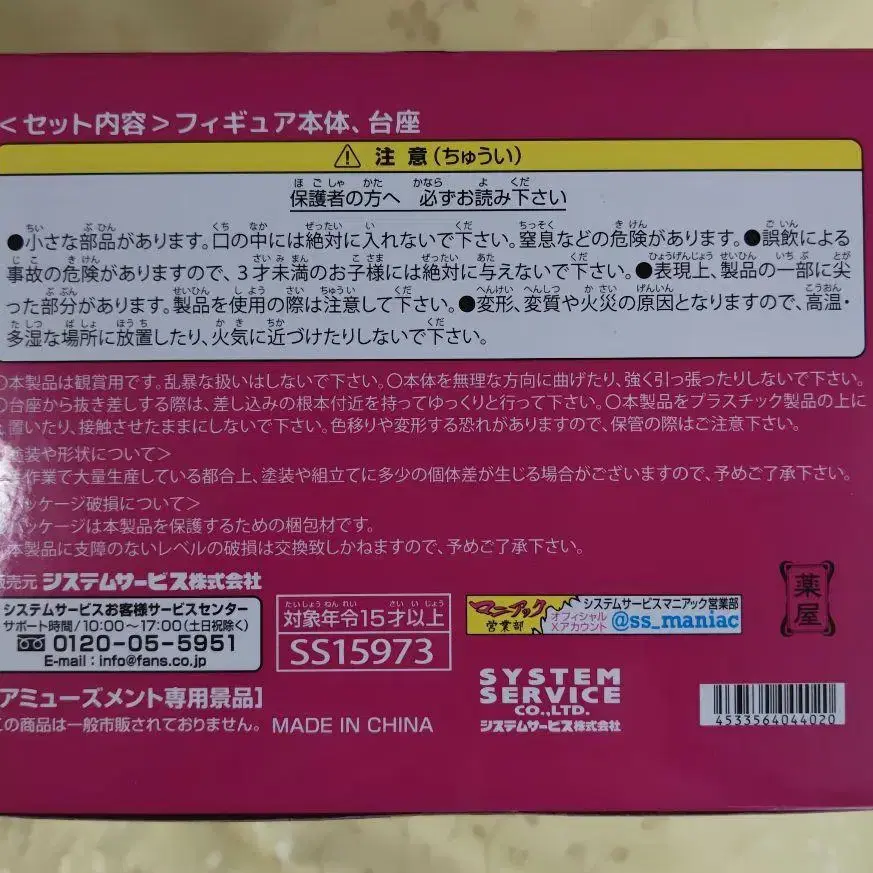 <セット内容>フィギュア本体、台座
⚠ 注意(ちゅうい)
保護者の方へ 必ずお読み下さい
●小さな部品があります。口の中には絶対に入れないで下さい。窒息などの危険があります。●誤飲による
事故の危険がありますので、3才未満のお子様には絶対に与えないで下さい。●表現上、製品の一部に尖
った部分があります。製品を使用の際は注意して下さい。●変形、変質や火災の原因となりますので、高温・
多湿な場所に放置したり、火気に近づけたりしないで下さい。
○本製品は観賞用です。乱暴な扱いはしないで下さい。○本体を無理な方向に曲げたり、強く引っ張ったりしないで下さい。
○台座から抜き差しする際は、差し込みの根本付近を持ってゆっくりと行って下さい。○本製品をプラスチック製品の上に
置いたり、接触させたままにしないで下さい。色移りや変形する恐れがありますので、保管の際はご注意下さい。
塗装や形状について>
作業で大量生産している都合上、塗装や組立てに多少の個体差が生じる場合がございますので、予めご了承下さい。
パッケージ破損について>
パッケージは本製品を保護するための梱包材です。
本製品に支障のないレベルの破損は交換致しかねますので、予めご了承下さい。
販売元 システムサービス株式会社
システムサービスお客様サービスセンター
サポート時間/10:00〜17:00(土日祝除く)
0120-05-5951
E-mail:info@fans.co.jp
対象年令15才以上
SS15973
マニアック
営業部
システムサービスマニアック営業部
オフィシャル
Xアカウント
@ss_maniac
薬屋
SYSTEM
SERVICE
CO.,LTD.
システムサービス株式会社
4533564044020
アミューズメント専用景品]
この商品は一般市販されておりません。 MADE IN CHINA